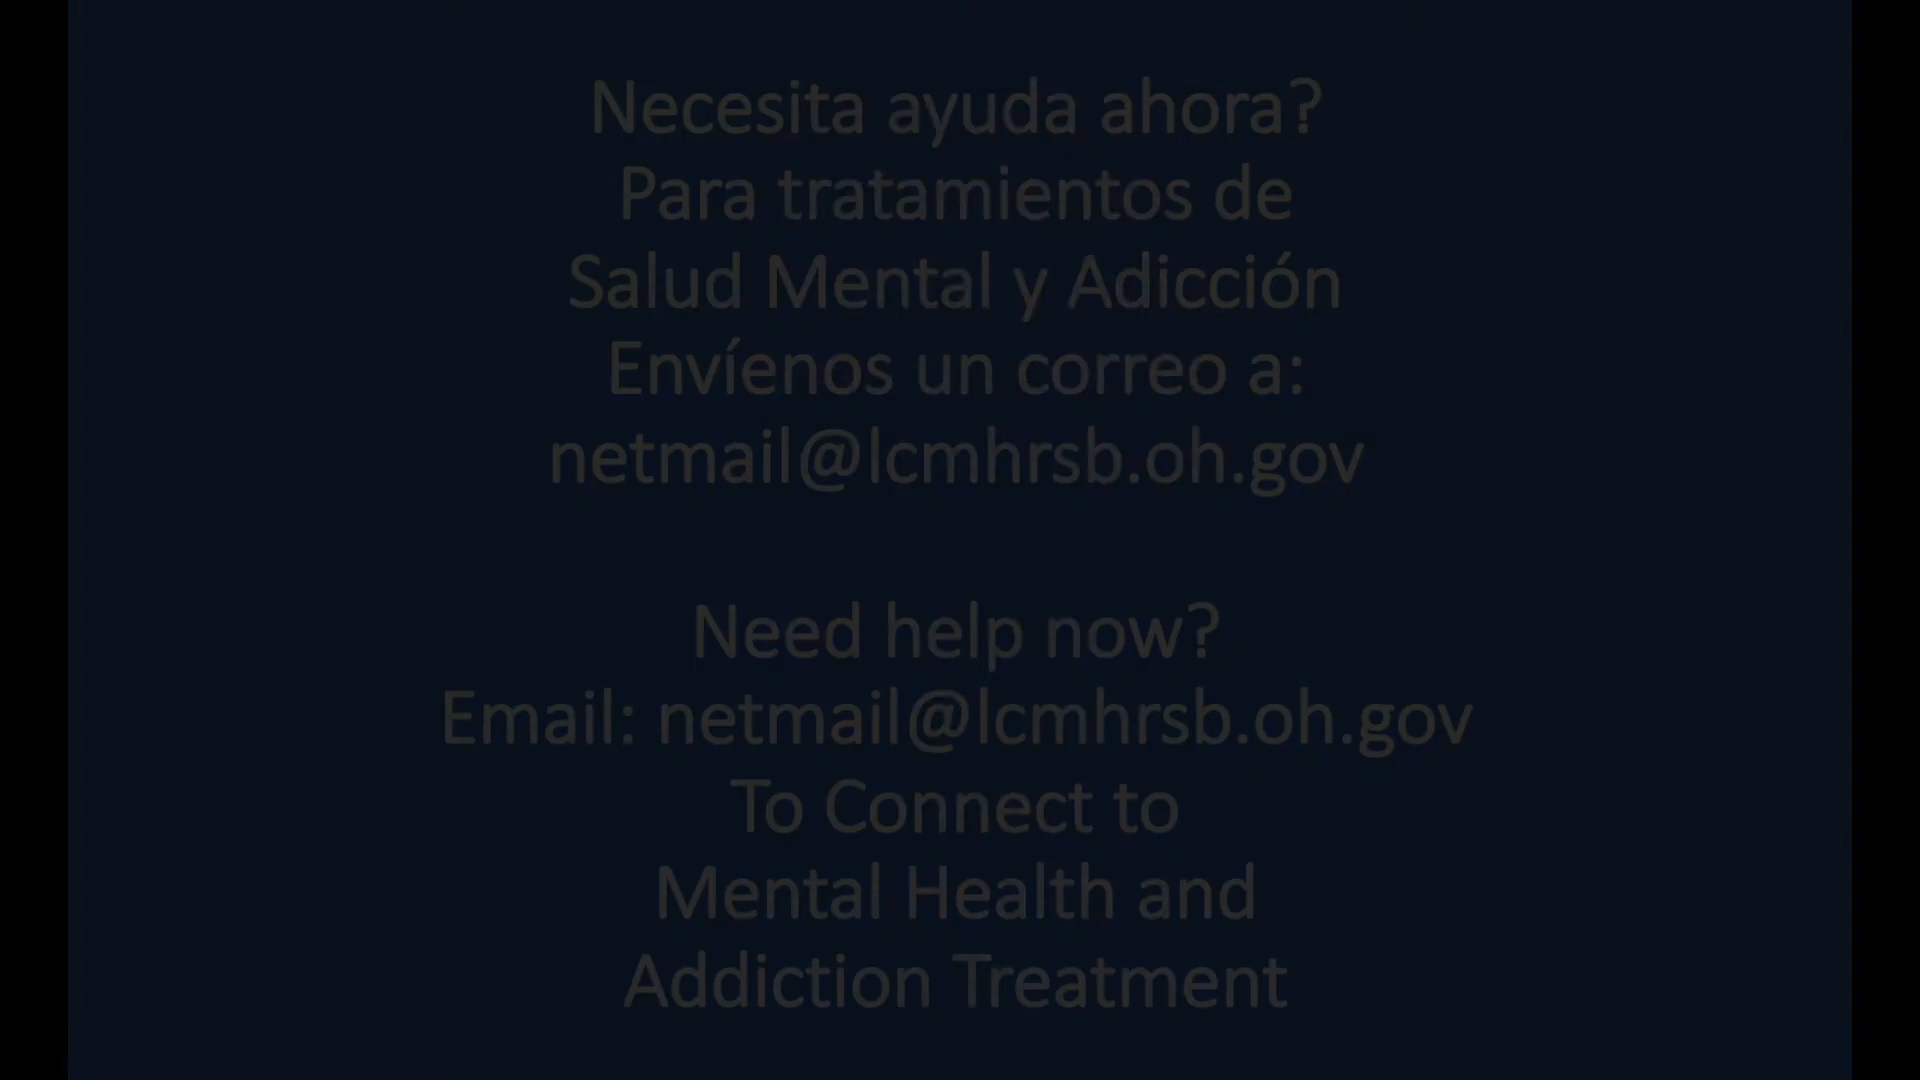 Necesita ayuda ahora?
Para tratamientos de
Salud Mental y Adicción
Envíenos un correo a:
netmail@lcmhrsb.oh.gov
Need help now?
Email: netmail@lcmhrsb.oh.gov
To Connect to
Mental Health and
Addiction Treatment